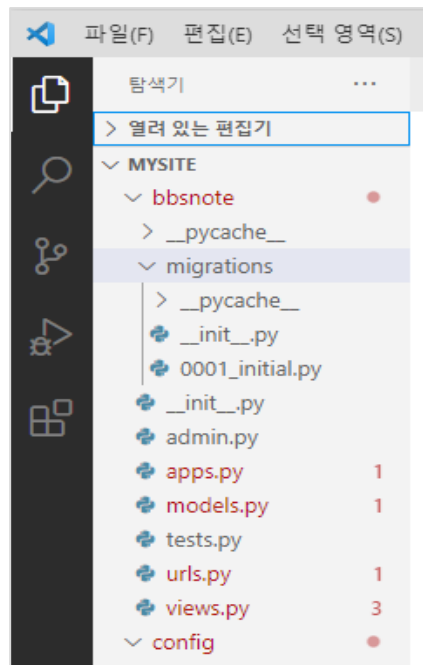 파일(F) 편집(E) 선택 영역(S)
탐색기 ...
> 열려 있는 편집기
MYSITE
bbsnote
> __pycache__
migrations
> __pycache__
__init__.py
0001_initial.py
__init__.py
admin.py
apps.py 1
models.py 1
tests.py
urls.py 1
views.py 3
config